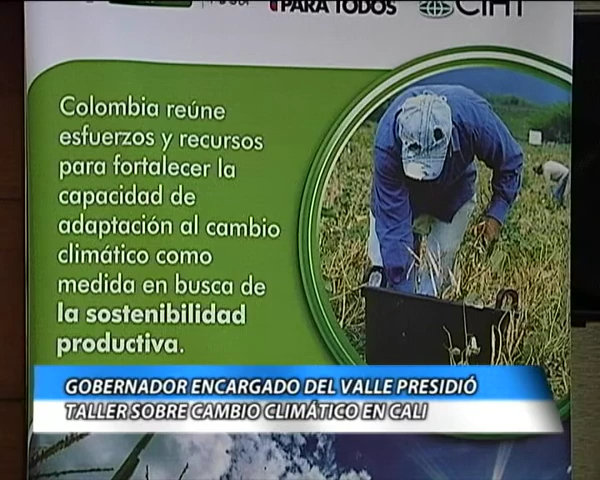 PARA TODOS
Colombia reúne
esfuerzos y recursos
para fortalecer la
capacidad de
adaptación al cambio
climático como
medida en busca de
la sostenibilidad
productiva.
GOBERNADOR ENCARGADO DEL VALLE PRESIDIÓ
TALLER SOBRE CAMBIO CLIMÁTICO EN CALI